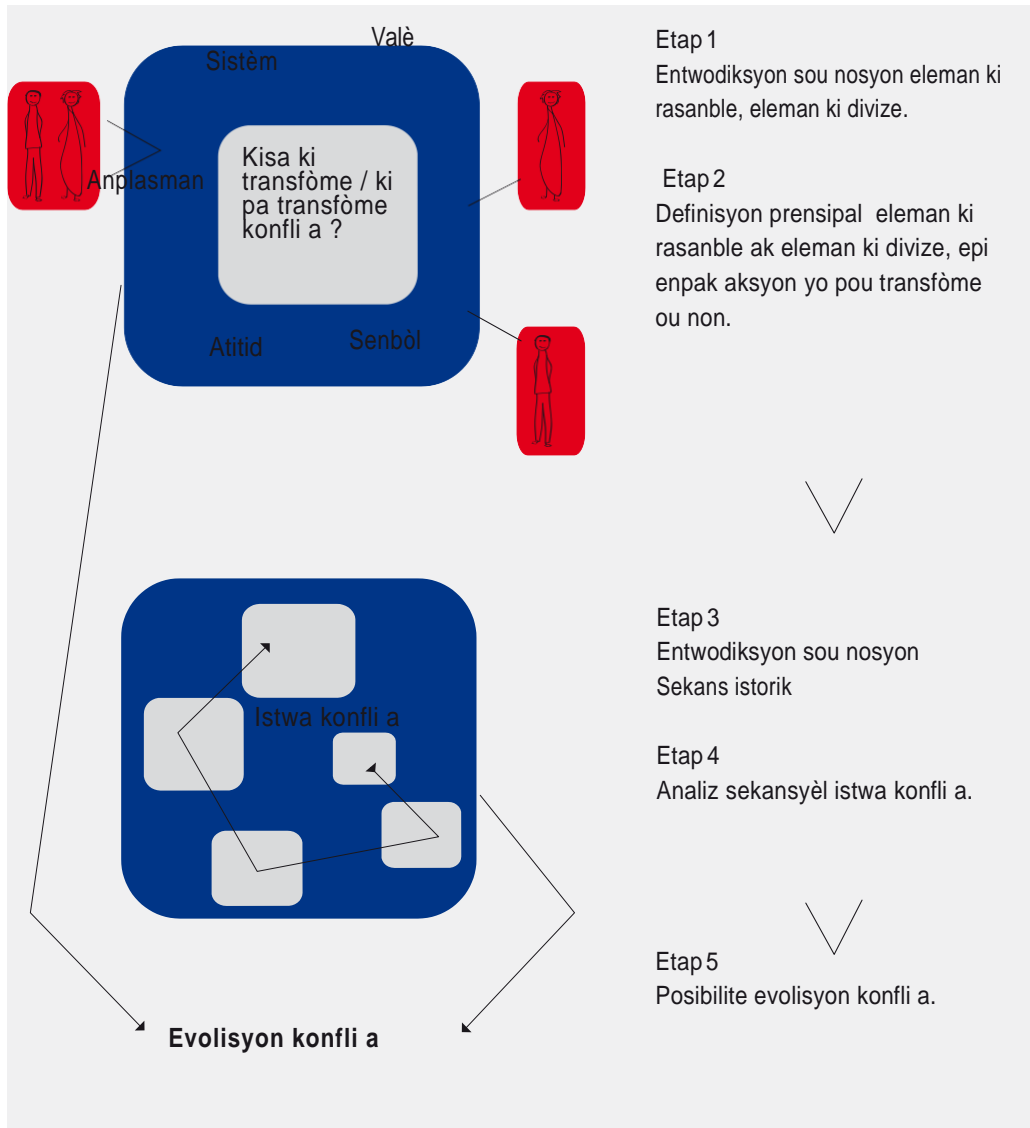 Valè
Sistèm
Anplasman
Kisa ki
transfòme / ki
pa transfòme
konfli a ?
Atitid
Senbòl
Etap 1
Entwodiksyon sou nosyon eleman ki
rasanble, eleman ki divize.
Etap 2
Definisyon prensipal eleman ki
rasanble ak eleman ki divize, epi
enpak aksyon yo pou transfòme
ou non.
Istwa konfli a
Etap 3
Entwodiksyon sou nosyon
Sekans istorik
Etap 4
Analiz sekansyèl istwa konfli a.
Etap 5
Posibilite evolisyon konfli a.
Evolisyon konfli a